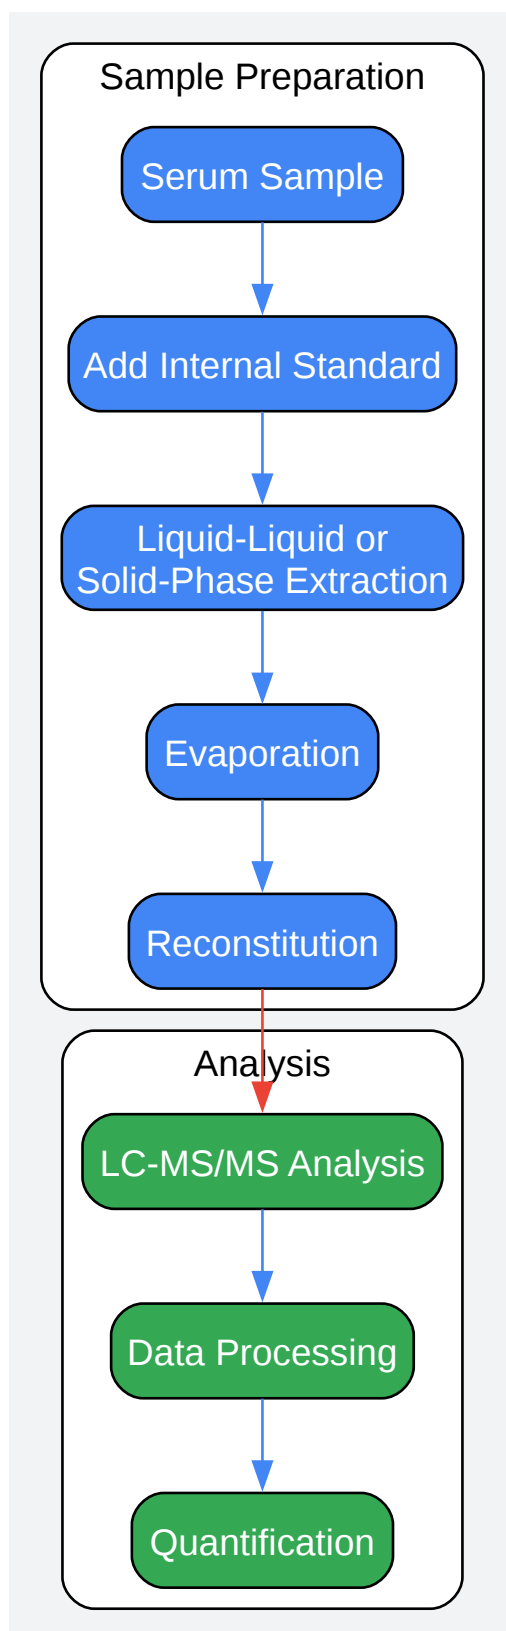 Sample Preparation
Serum Sample
Add Internal Standard
Liquid-Liquid or
Solid-Phase Extraction
Evaporation
Reconstitution
Analysis
LC-MS/MS Analysis
Data Processing
Quantification